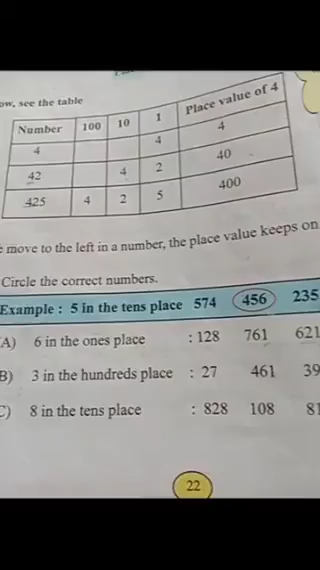 ow, see the table
Number 100 10 1 Place value of 4
4 4 4
42 4 2 40
425 4 2 5 400
e move to the left in a number, the place value keeps on
Circle the correct numbers.
Example : 5 in the tens place 574 456 235
A) 6 in the ones place : 128 761 621
B) 3 in the hundreds place : 27 461 39
C) 8 in the tens place : 828 108 81
22